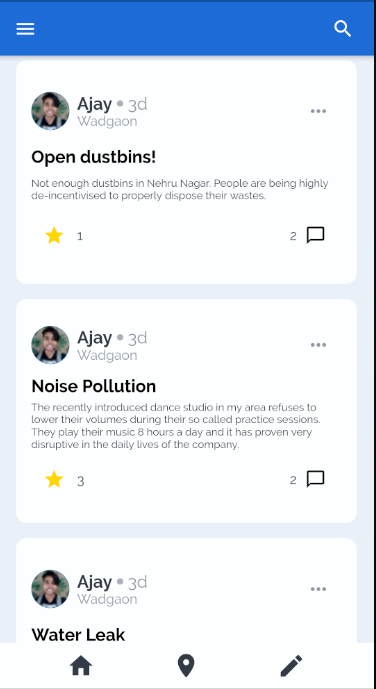 Ajay • 3d
Wadgaon
Open dustbins!
Not enough dustbins in Nehru Nagar. People are being highly
de-incentivised to properly dispose their wastes.
1
2
Ajay • 3d
Wadgaon
Noise Pollution
The recently introduced dance studio in my area refuses to
lower their volumes during their so called practice sessions.
They play their music 8 hours a day and it has proven very
disruptive in the daily lives of the company.
3
2
Ajay • 3d
Wadgaon
Water Leak